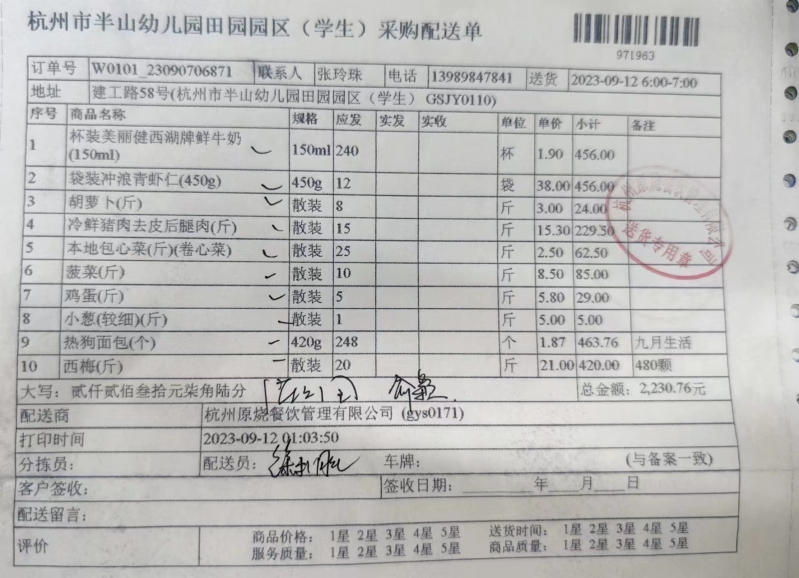 杭州市半山幼儿园田园园区（学生）采购配送单
971963
订单号 W0101_23090706871 联系人 张玲珠 电话 13989847841 送货 2023-09-12 6:00-7:00
地址 建工路58号(杭州市半山幼儿园田园园区（学生） GSJY0110)
序号 商品名称 规格 应发 实发 实收 单位 单价 小计 备注
1 杯装美丽健西湖牌鲜牛奶(150ml) 150ml 240 杯 1.90 456.00
2 袋装冲浪青虾仁(450g) 450g 12 袋 38.00 456.00
3 胡萝卜(斤) 散装 8 斤 3.00 24.00
4 冷鲜猪肉去皮后腿肉(斤) 散装 15 斤 15.30 229.50
5 本地包心菜(斤)(卷心菜) 散装 25 斤 2.50 62.50
6 菠菜(斤) 散装 10 斤 8.50 85.00
7 鸡蛋(斤) 散装 5 斤 5.80 29.00
8 小葱(较细)(斤) 散装 1 斤 5.00 5.00
9 热狗面包(个) 420g 248 个 1.87 463.76 九月生活
10 西梅(斤) 散装 20 斤 21.00 420.00 480颗
大写：贰仟贰佰叁拾元柒角陆分 总金额：2,230.76元
配送商 杭州原烧餐饮管理有限公司 (gys0171)
打印时间 2023-09-12 01:03:50
分拣员： 配送员： 车牌： (与备案一致)
客户签收： 签收日期： 年 月 日
配送留言：
评价 商品价格： 1星 2星 3星 4星 5星 送货时间： 1星 2星 3星 4星 5星
服务质量： 1星 2星 3星 4星 5星 商品质量： 1星 2星 3星 4星 5星
送货专用章